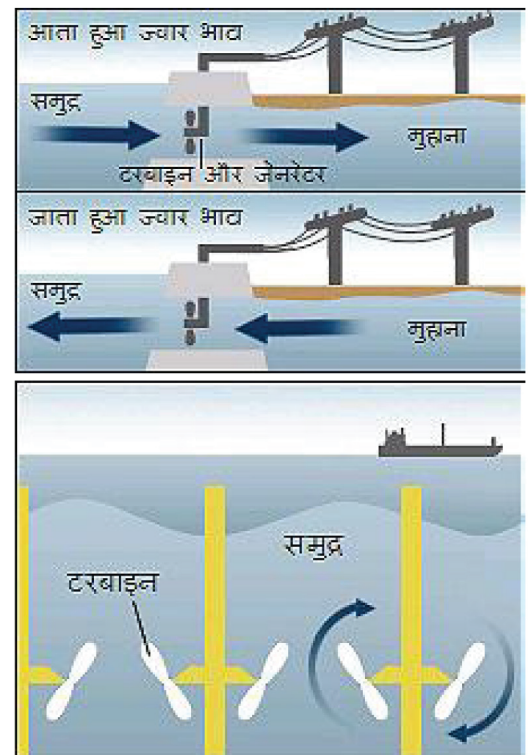 आता हुआ ज्वार भाटा
समुद्र
मुहाना
टरबाइन और जेनरेटर
जाता हुआ ज्वार भाटा
समुद्र
मुहाना
समुद्र
टरबाइन